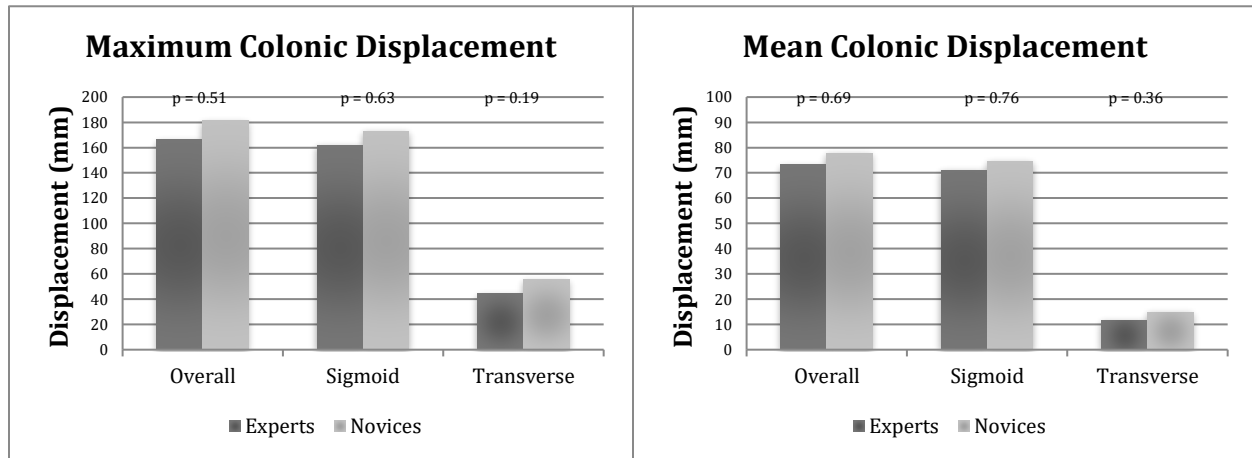 Maximum Colonic Displacement
p = 0.51 p = 0.63 p = 0.19
Displacement (mm)
200
180
160
140
120
100
80
60
40
20
0
Overall Sigmoid Transverse
Experts Novices
Mean Colonic Displacement
p = 0.69 p = 0.76 p = 0.36
Displacement (mm)
100
90
80
70
60
50
40
30
20
10
0
Overall Sigmoid Transverse
Experts Novices